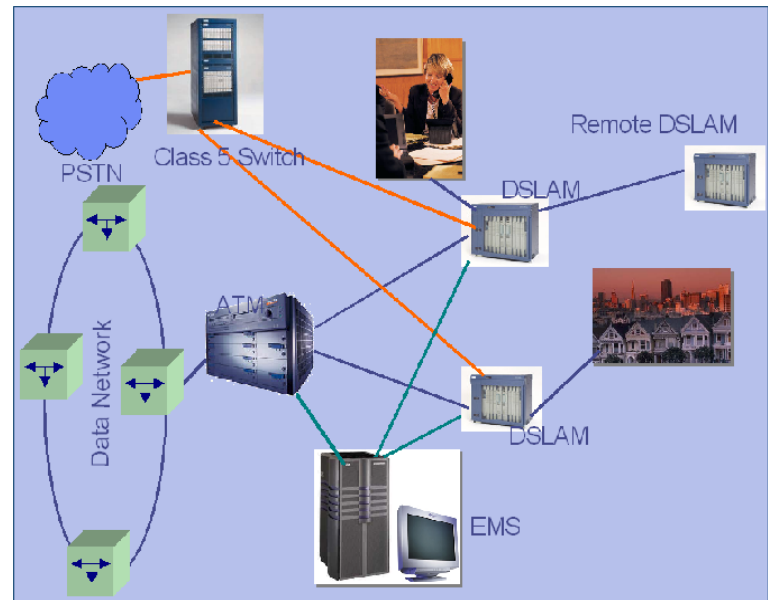 Remote DSLAM
Class 5 Switch
PSTN
DSLAM
ATM
Data Network
DSLAM
EMS